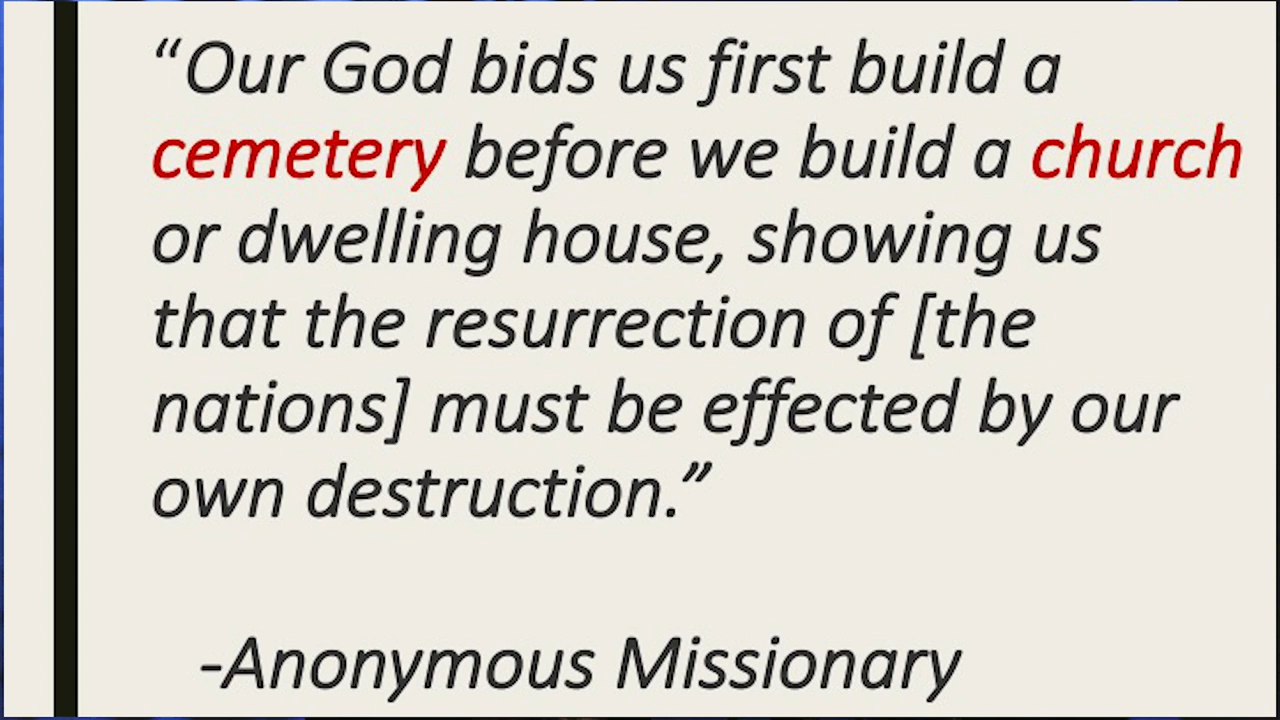 “Our God bids us first build a
cemetery before we build a church
or dwelling house, showing us
that the resurrection of [the
nations] must be effected by our
own destruction.”
-Anonymous Missionary